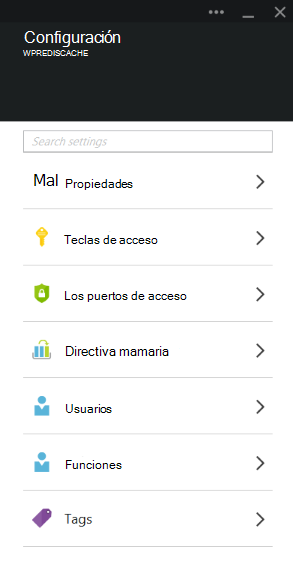 Configuración
WPREDISCACHE
Search settings
Mal Propiedades
Teclas de acceso
Los puertos de acceso
Directiva mamaria
Usuarios
Funciones
Tags